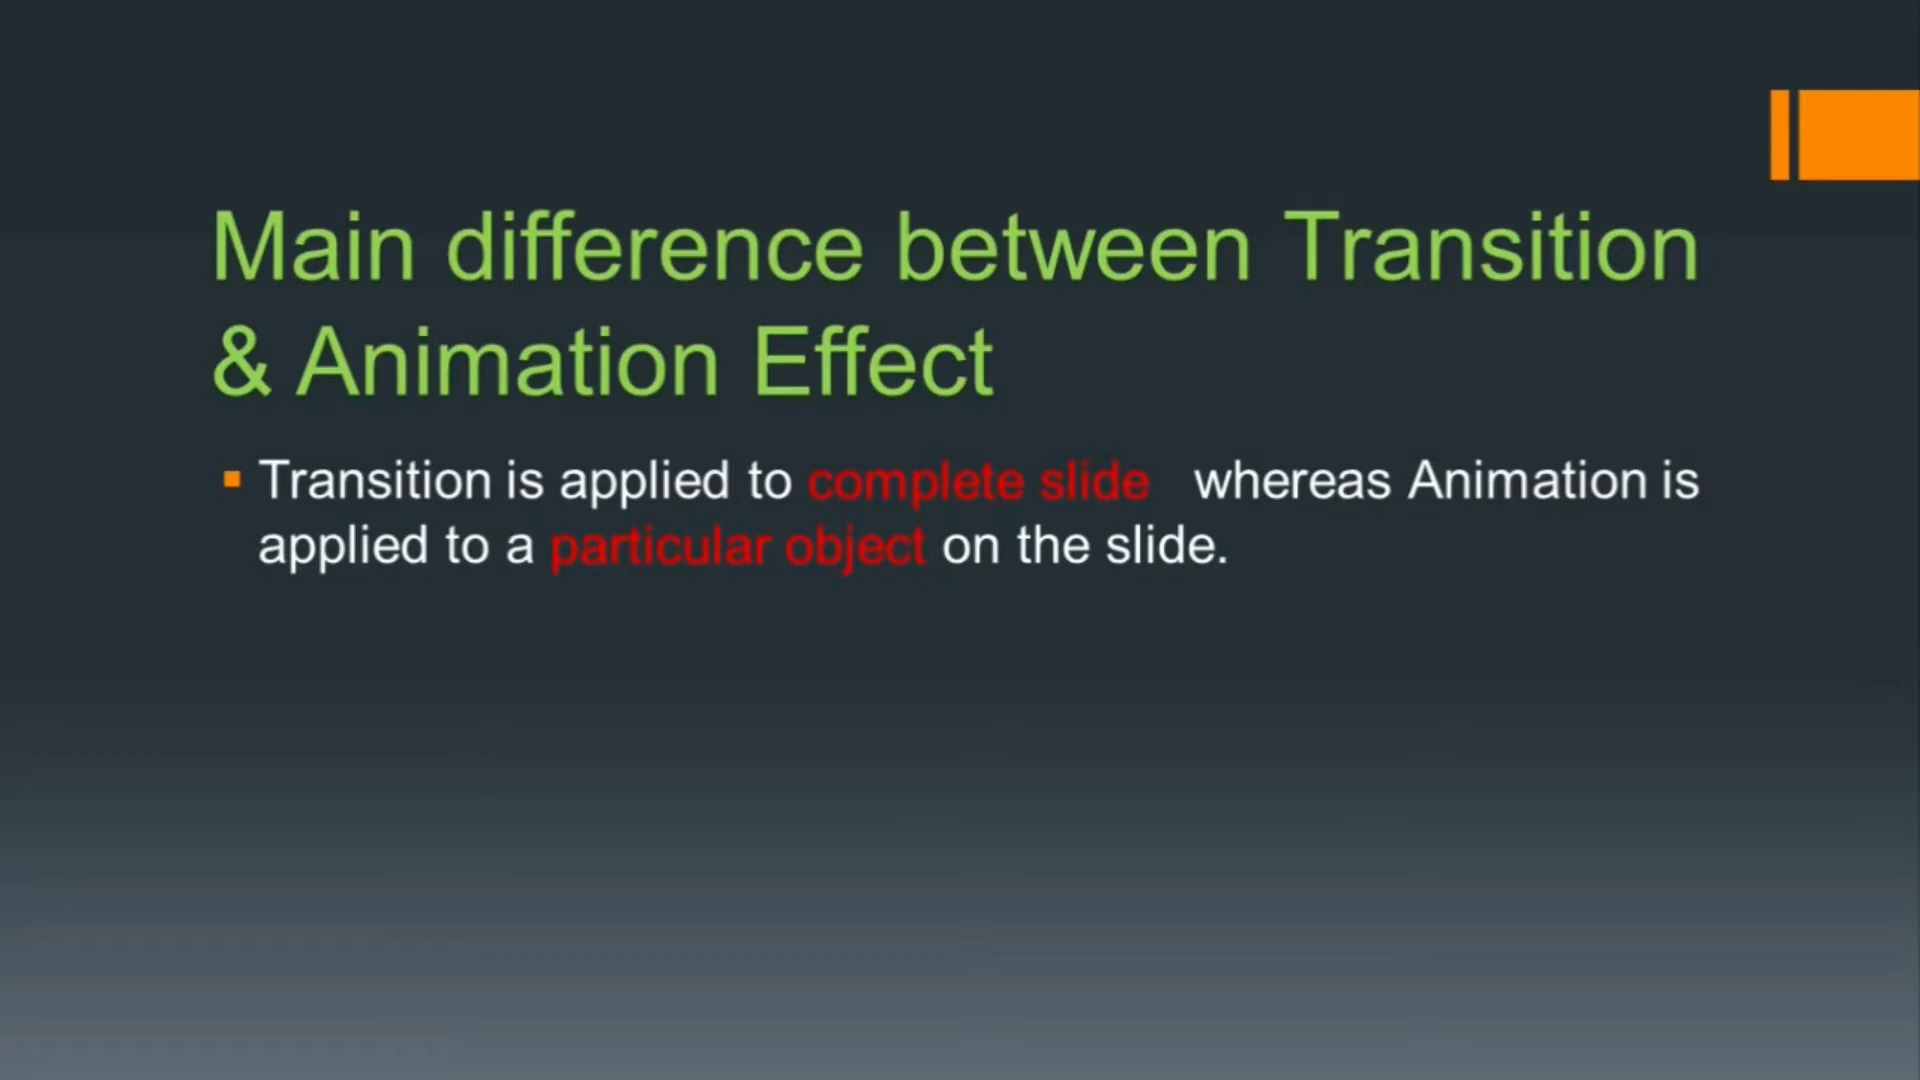 Main difference between Transition
& Animation Effect
Transition is applied to complete slide whereas Animation is
applied to a particular object on the slide.